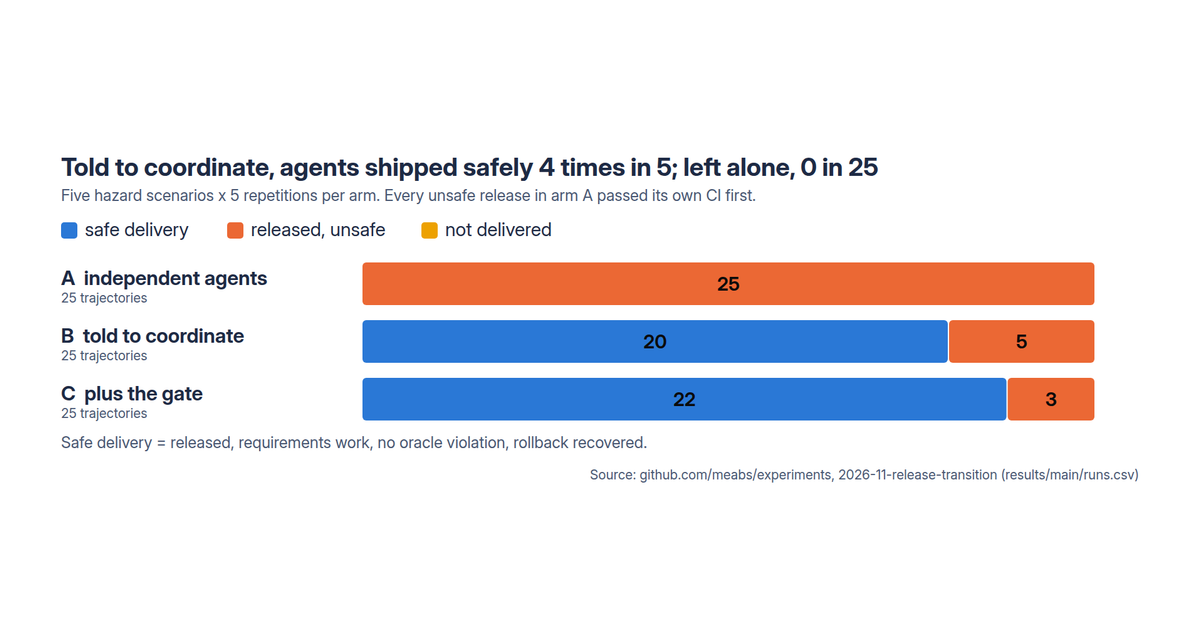 Told to coordinate, agents shipped safely 4 times in 5; left alone, 0 in 25
Five hazard scenarios x 5 repetitions per arm. Every unsafe release in arm A passed its own CI first.
safe delivery released, unsafe not delivered
A independent agents
25 trajectories
25
B told to coordinate
25 trajectories
20 5
C plus the gate
25 trajectories
22 3
Safe delivery = released, requirements work, no oracle violation, rollback recovered.
Source: github.com/meabs/experiments, 2026-11-release-transition (results/main/runs.csv)